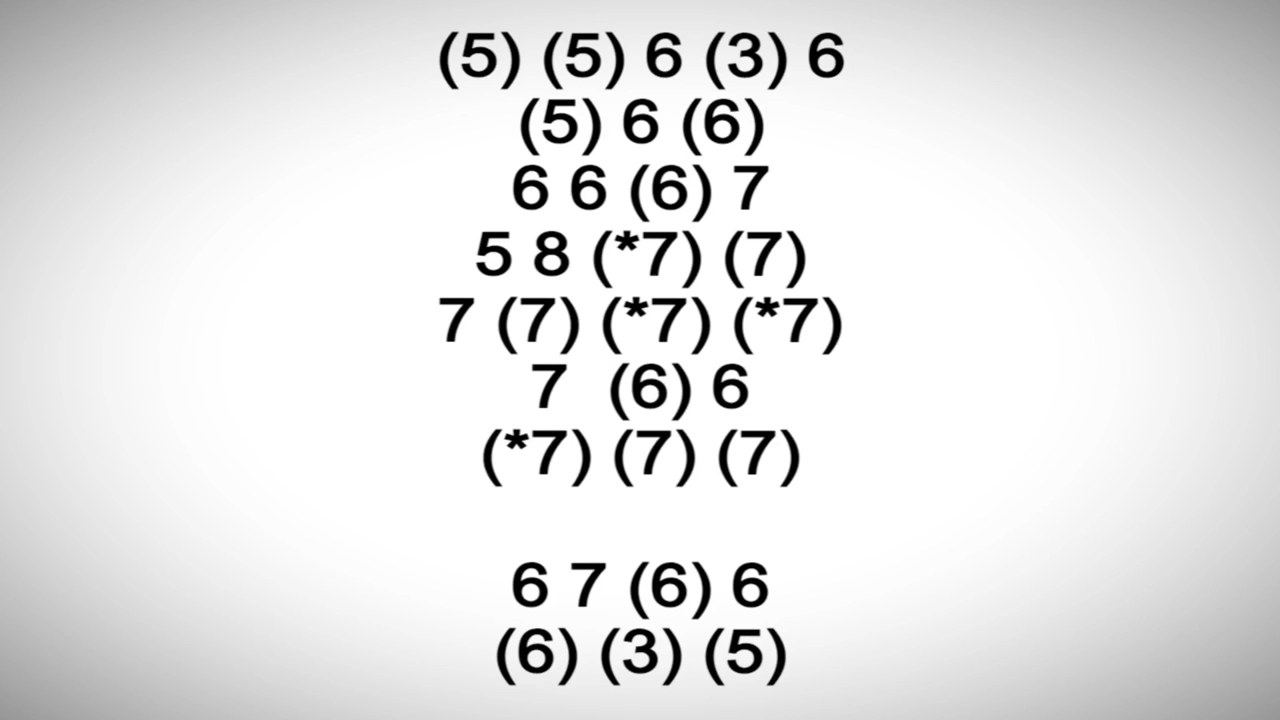 (5) (5) 6 (3) 6
(5) 6 (6)
6 6 (6) 7
5 8 (*7) (7)
7 (7) (*7) (*7)
7 (6) 6
(*7) (7) (7)
6 7 (6) 6
(6) (3) (5)